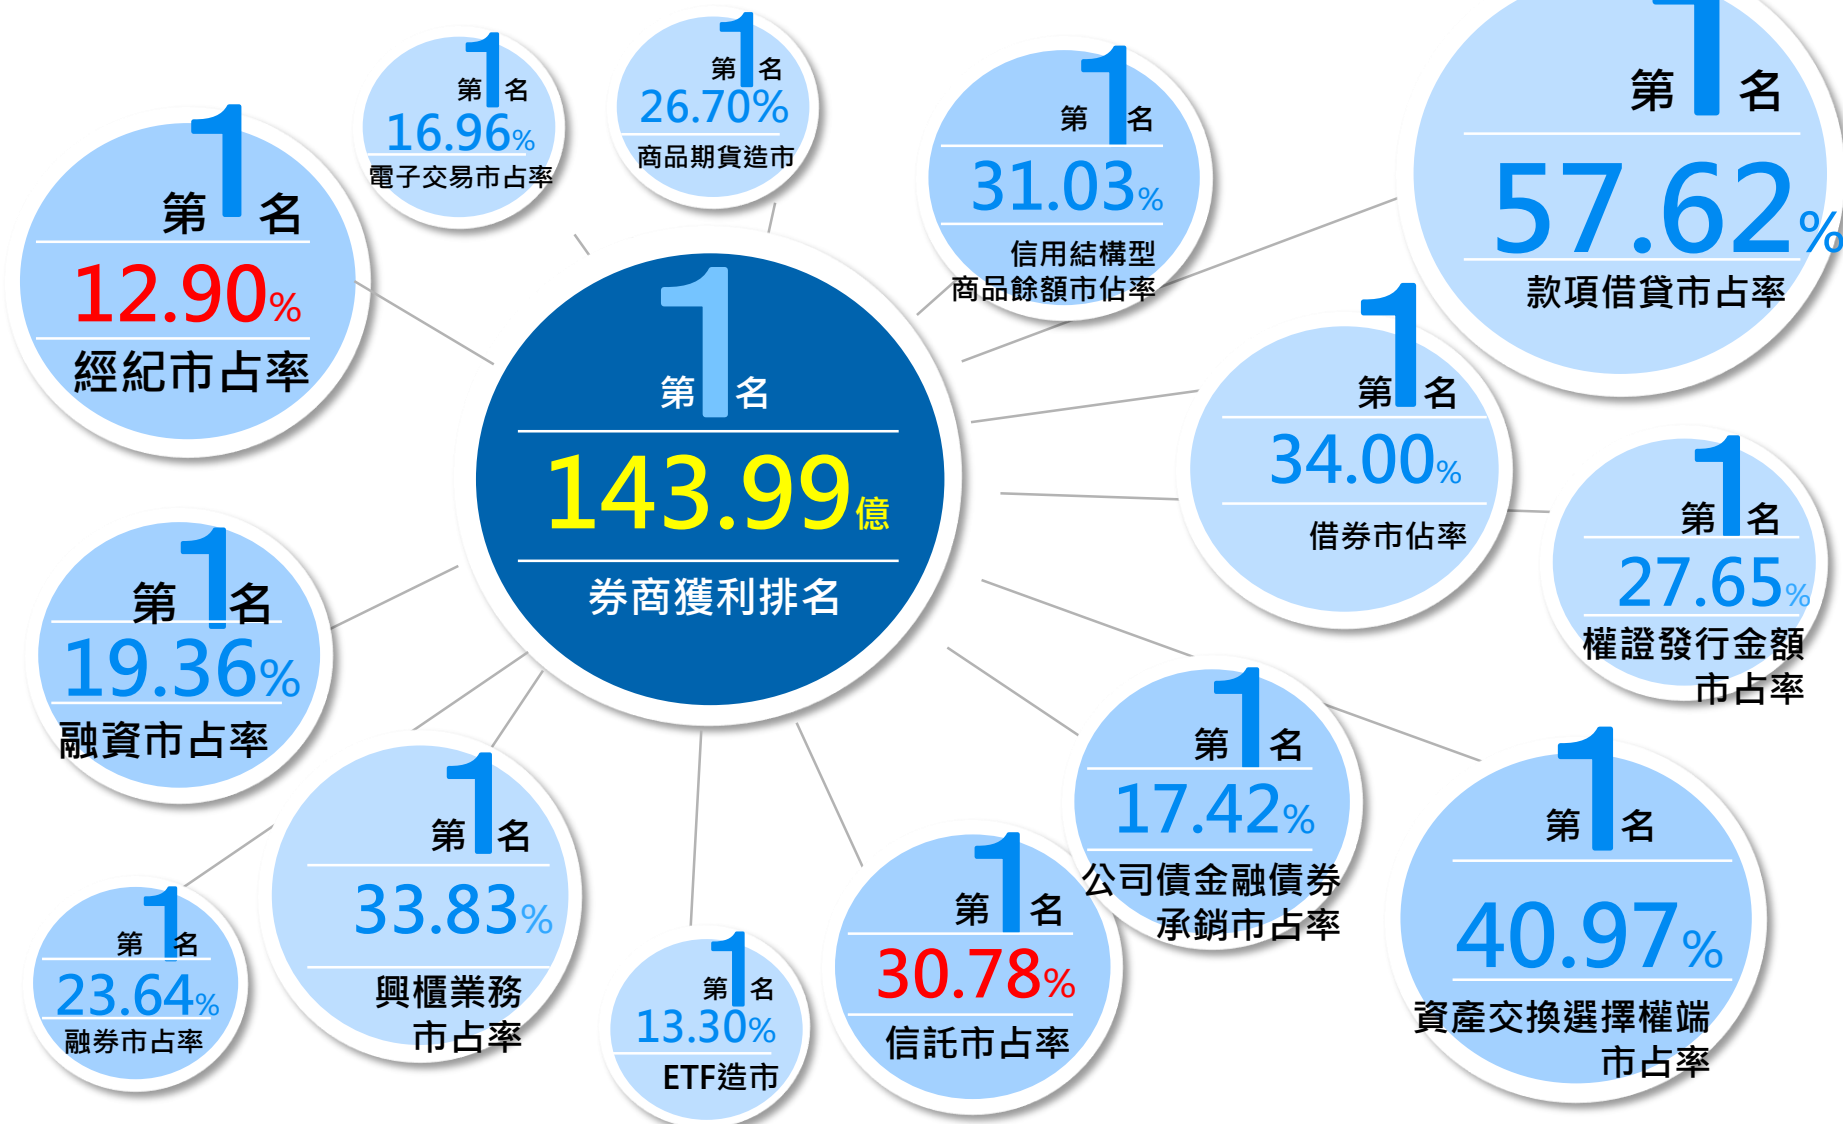 第1名
16.96%
電子交易市占率
第1名
26.70%
商品期貨造市
第1名
31.03%
信用結構型
商品餘額市佔率
第1名
57.62%
款項借貸市占率
第1名
12.90%
經紀市占率
第1名
143.99億
券商獲利排名
第1名
34.00%
借券市佔率
第1名
27.65%
權證發行金額
市占率
第1名
19.36%
融資市占率
第1名
17.42%
公司債金融債券
承銷市占率
第1名
40.97%
資產交換選擇權端
市占率
第1名
33.83%
興櫃業務
市占率
第1名
23.64%
融券市占率
第1名
13.30%
ETF造市
第1名
30.78%
信託市占率